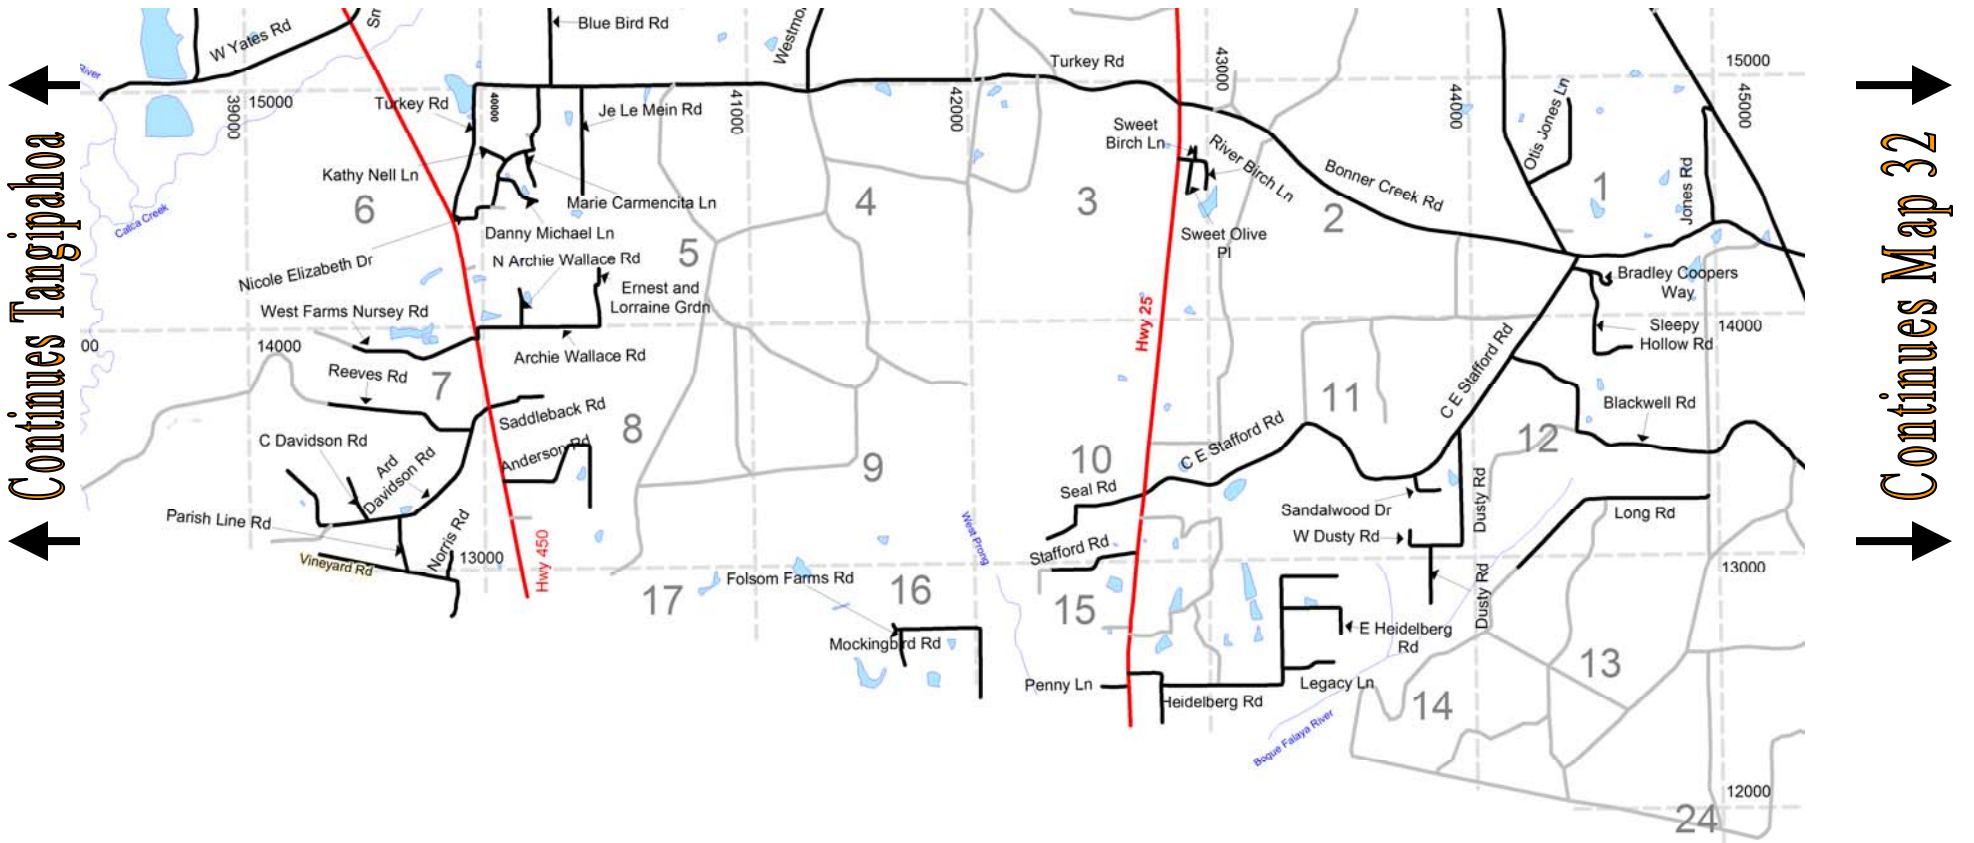 Blue Bird Rd
W Yates Rd
Sn
Westmo
Turkey Rd
43000
15000
River
39000
15000
Turkey Rd
40000
Je Le Mein Rd
41000
42000
Sweet
Birch Ln
River Birch Ln
44000
Otis Jones Ln
45000
Continues Tangipahoa
Continues Map 32
Kathy Nell Ln
6
Marie Carmencita Ln
4
3
Bonner Creek Rd
2
1
Jones Rd
Catca Creek
Danny Michael Ln
5
Sweet Olive
Pl
Nicole Elizabeth Dr
N Archie Wallace Rd
Ernest and
Lorraine Grdn
Bradley Coopers
Way
West Farms Nursey Rd
Hwy 25
Sleepy
Hollow Rd
14000
00
14000
Archie Wallace Rd
Reeves Rd
7
C E Stafford Rd
11
Saddleback Rd
8
Blackwell Rd
C Davidson Rd
Ard
Davidson Rd
Anderson Rd
9
10
C E Stafford Rd
12
Seal Rd
Dusty Rd
Sandalwood Dr
Long Rd
Parish Line Rd
Norris Rd
West Prong
W Dusty Rd
Stafford Rd
Vineyard Rd
13000
Hwy 450
13000
Folsom Farms Rd
17
16
15
Dusty Rd
Mockingbird Rd
E Heidelberg
Rd
13
Penny Ln
Legacy Ln
Heidelberg Rd
14
Boque Falaya River
12000
24